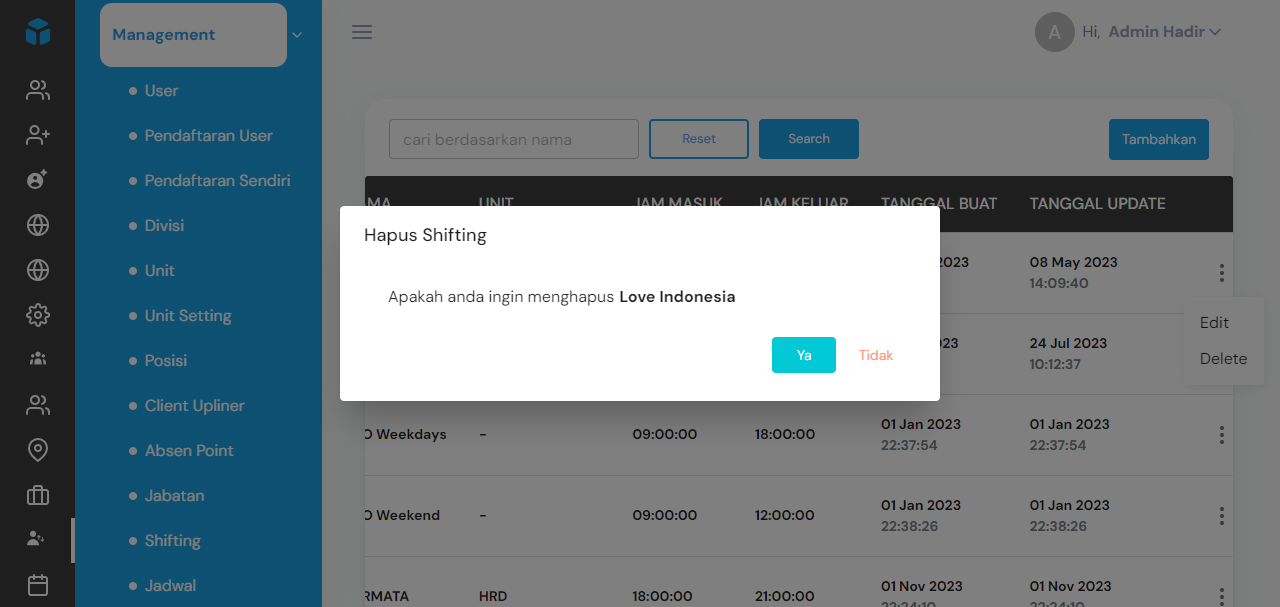 Management
User
Pendaftaran User
Pendaftaran Sendiri
Divisi
Unit
Unit Setting
Posisi
Client Upliner
Absen Point
Jabatan
Shifting
Jadwal
A Hi, Admin Hadir
cari berdasarkan nama Reset Search Tambahkan
MA UNIT JAM MASUK JAM KELUAR TANGGAL BUAT TANGGAL UPDATE
2023 08 May 2023
14:09:40
Edit
Delete
Hapus Shifting
Apakah anda ingin menghapus Love Indonesia
Ya Tidak
23 24 Jul 2023
10:12:37
O Weekdays - 09:00:00 18:00:00 01 Jan 2023 01 Jan 2023
22:37:54 22:37:54
O Weekend - 09:00:00 12:00:00 01 Jan 2023 01 Jan 2023
22:38:26 22:38:26
RMATA HRD 18:00:00 21:00:00 01 Nov 2023 01 Nov 2023